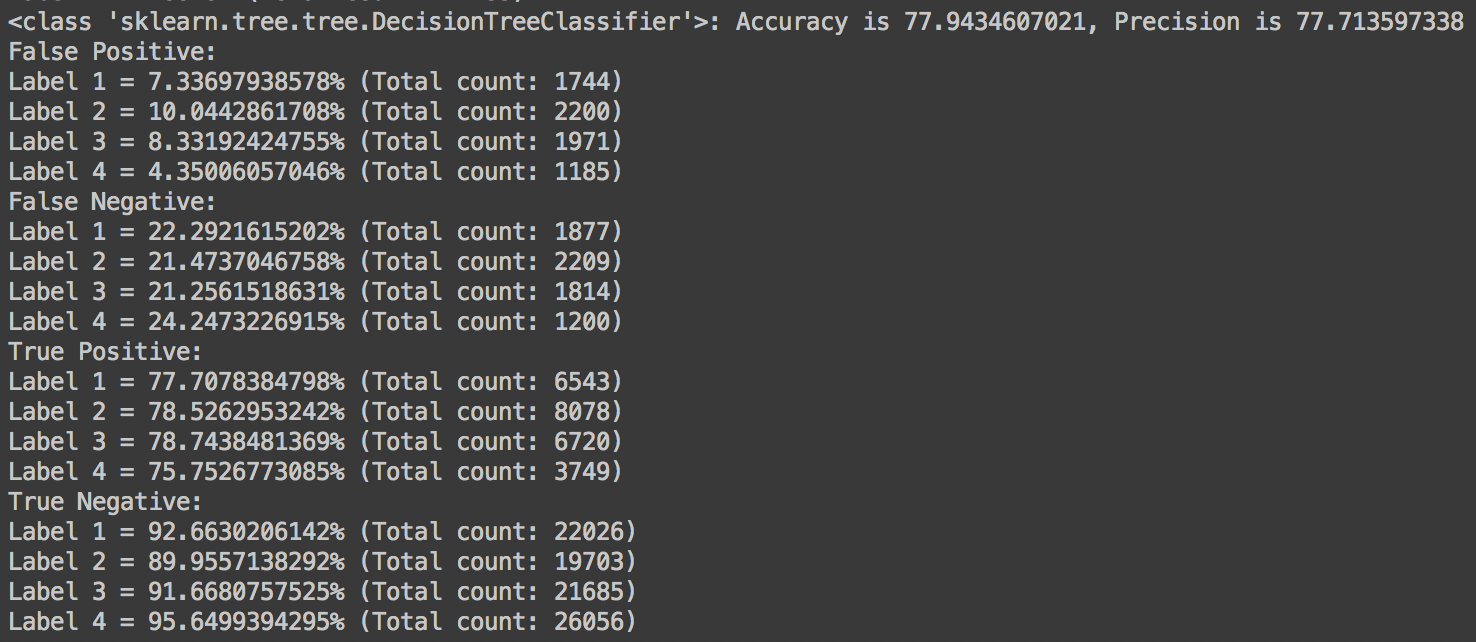 <class 'sklearn.tree.tree.DecisionTreeClassifier'>: Accuracy is 77.9434607021, Precision is 77.713597338
False Positive:
Label 1 = 7.33697938578% (Total count: 1744)
Label 2 = 10.0442861708% (Total count: 2200)
Label 3 = 8.33192424755% (Total count: 1971)
Label 4 = 4.35006057046% (Total count: 1185)
False Negative:
Label 1 = 22.2921615202% (Total count: 1877)
Label 2 = 21.4737046758% (Total count: 2209)
Label 3 = 21.2561518631% (Total count: 1814)
Label 4 = 24.2473226915% (Total count: 1200)
True Positive:
Label 1 = 77.7078384798% (Total count: 6543)
Label 2 = 78.5262953242% (Total count: 8078)
Label 3 = 78.7438481369% (Total count: 6720)
Label 4 = 75.7526773085% (Total count: 3749)
True Negative:
Label 1 = 92.6630206142% (Total count: 22026)
Label 2 = 89.9557138292% (Total count: 19703)
Label 3 = 91.6680757525% (Total count: 21685)
Label 4 = 95.6499394295% (Total count: 26056)